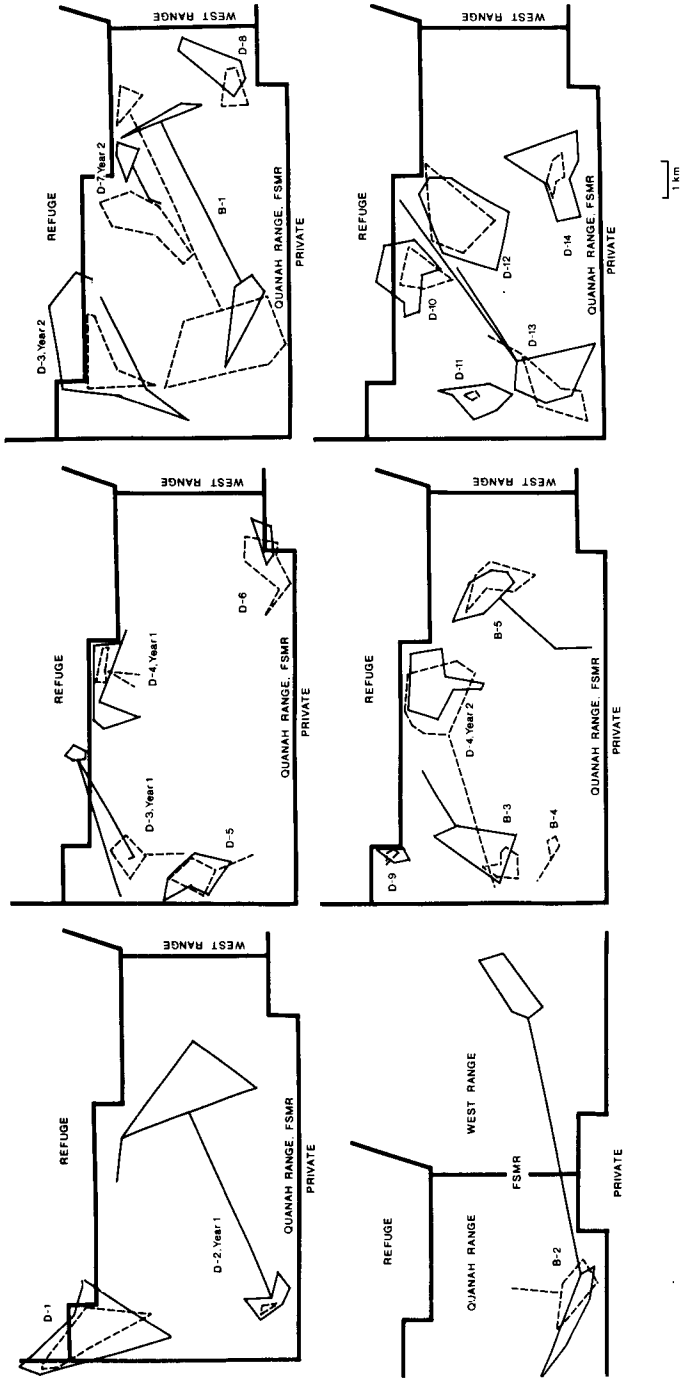 D-1
REFUGE
WEST RANGE
D-2, Year 1
QUANAH RANGE, FSMR
PRIVATE
REFUGE
WEST RANGE
D-3, Year 1
D-4, Year 1
D-5
D-6
QUANAH RANGE, FSMR
PRIVATE
REFUGE
WEST RANGE
D-3, Year 2
D-7, Year 2
D-8
B-1
QUANAH RANGE, FSMR
PRIVATE
REFUGE
QUANAH RANGE
WEST RANGE
FSMR
B-2
PRIVATE
REFUGE
WEST RANGE
D-9
D-4, Year 2
B-3
B-4
B-5
QUANAH RANGE, FSMR
PRIVATE
REFUGE
WEST RANGE
D-10
D-11
D-12
D-13
D-14
QUANAH RANGE, FSMR
PRIVATE
1 km